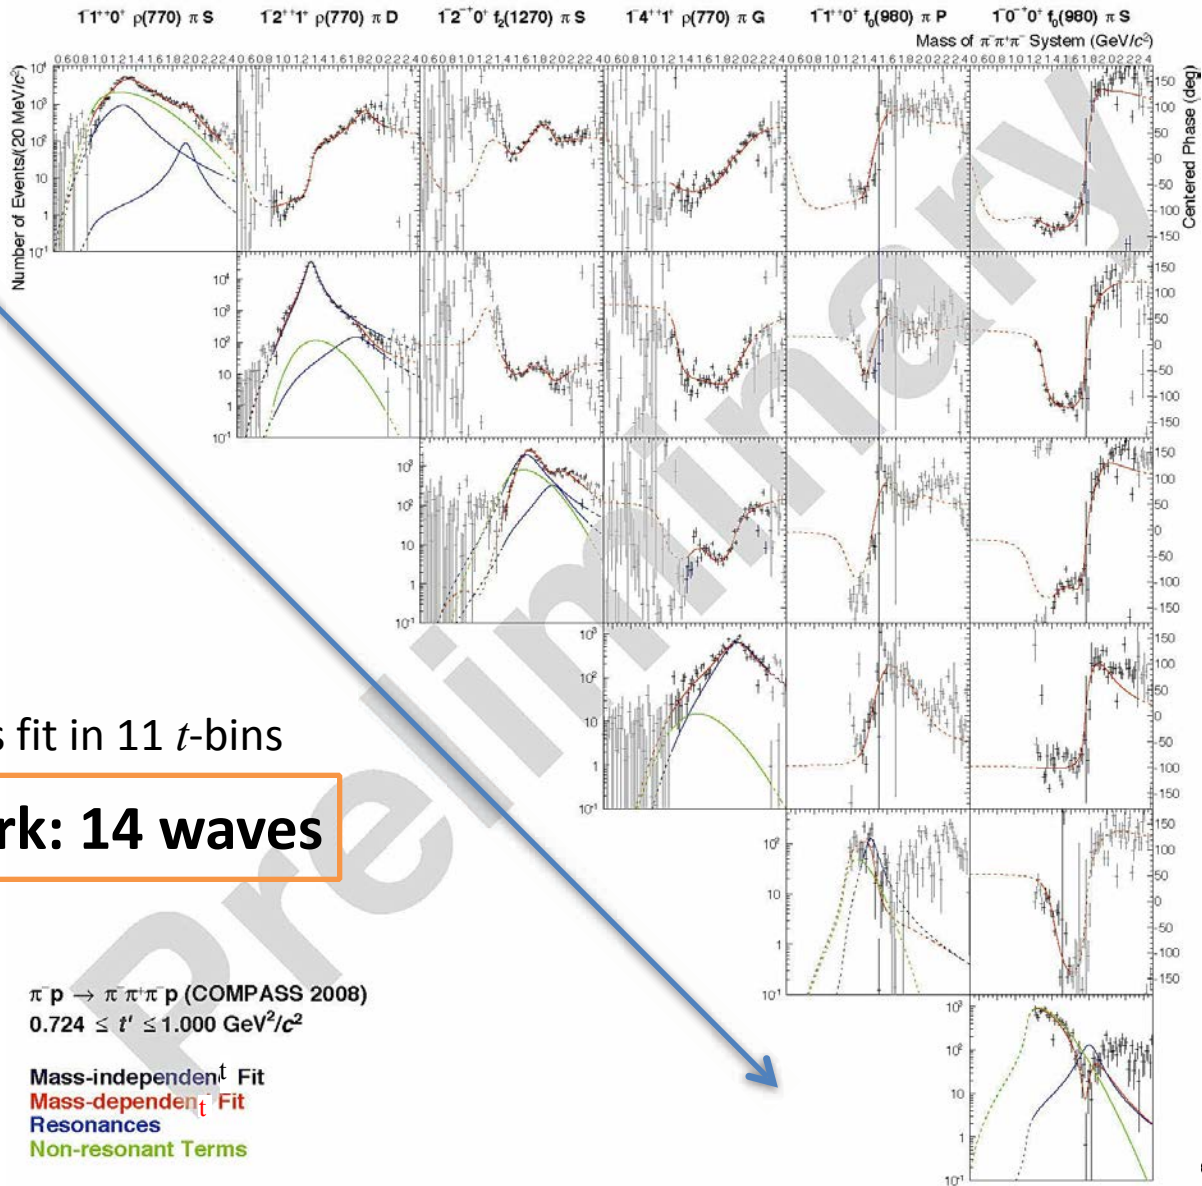 1⁻1⁺⁺0⁺ ρ(770) π S
1⁻2⁺⁺1⁺ ρ(770) π D
1⁻2⁻⁺0⁺ f₂(1270) π S
1⁻4⁺⁺1⁺ ρ(770) π G
1⁻1⁺⁺0⁺ f₀(980) π P
1⁻0⁻⁺0⁺ f₀(980) π S
Mass of π⁻π⁺π⁻ System (GeV/c²)
Number of Events/(20 MeV/c²)
Centered Phase (deg)
Preliminary
s fit in 11 t-bins
rk: 14 waves
π⁻p → π⁻π⁺π⁻p (COMPASS 2008)
0.724 ≤ t' ≤ 1.000 GeV²/c²
Mass-independent Fit
Mass-dependent Fit
Resonances
Non-resonant Terms